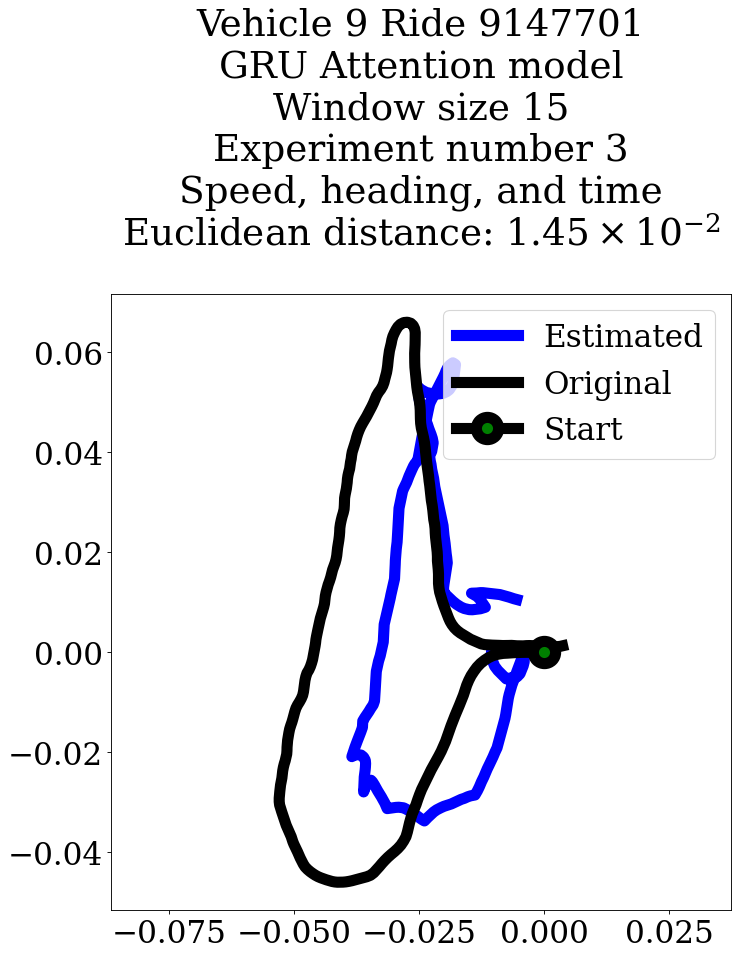 Vehicle 9 Ride 9147701
GRU Attention model
Window size 15
Experiment number 3
Speed, heading, and time
Euclidean distance: 1.45 × 10⁻²
Estimated
Original
Start
0.06
0.04
0.02
0.00
−0.02
−0.04
−0.075 −0.050 −0.025 0.000 0.025